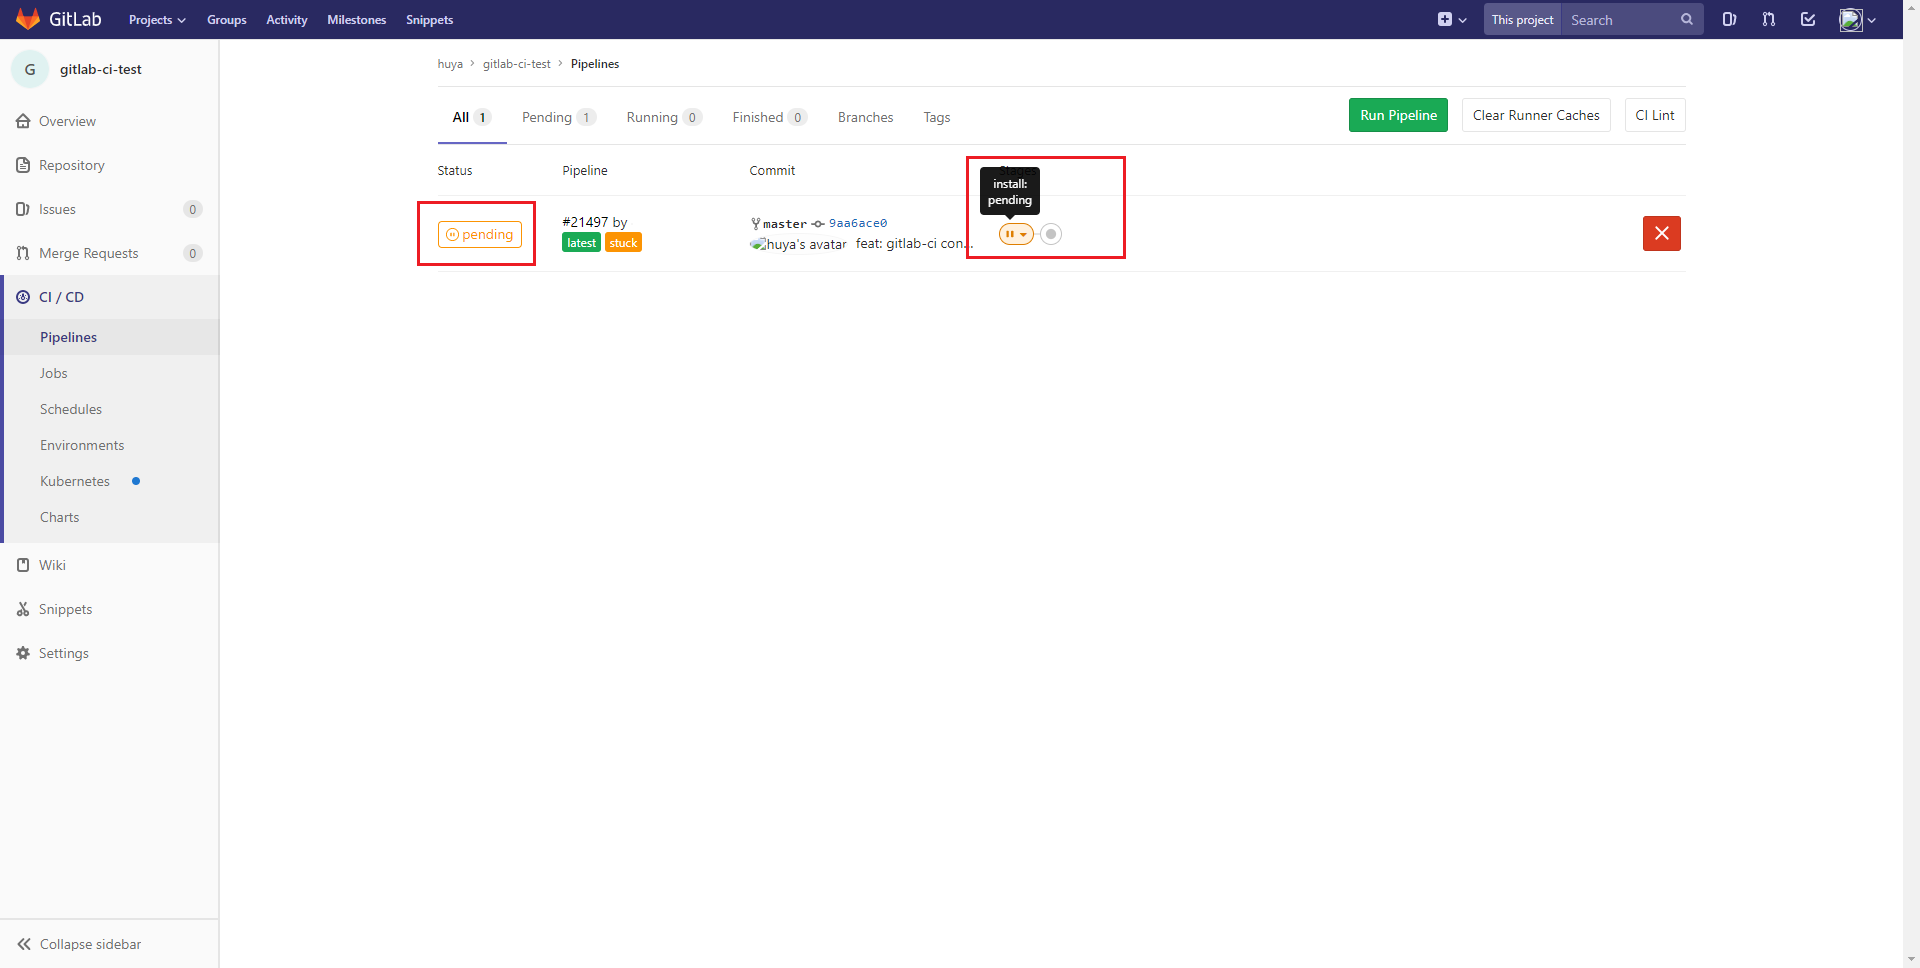 GitLab Projects Groups Activity Milestones Snippets This project Search
G gitlab-ci-test
Overview
Repository
Issues 0
Merge Requests 0
CI / CD
Pipelines
Jobs
Schedules
Environments
Kubernetes
Charts
Wiki
Snippets
Settings
Collapse sidebar
huya > gitlab-ci-test > Pipelines
All 1 Pending 1 Running 0 Finished 0 Branches Tags
Run Pipeline Clear Runner Caches CI Lint
Status Pipeline Commit Stages
install:
pending
pending
#21497 by
latest stuck
master 9aa6ace0
huya's avatar feat: gitlab-ci con...